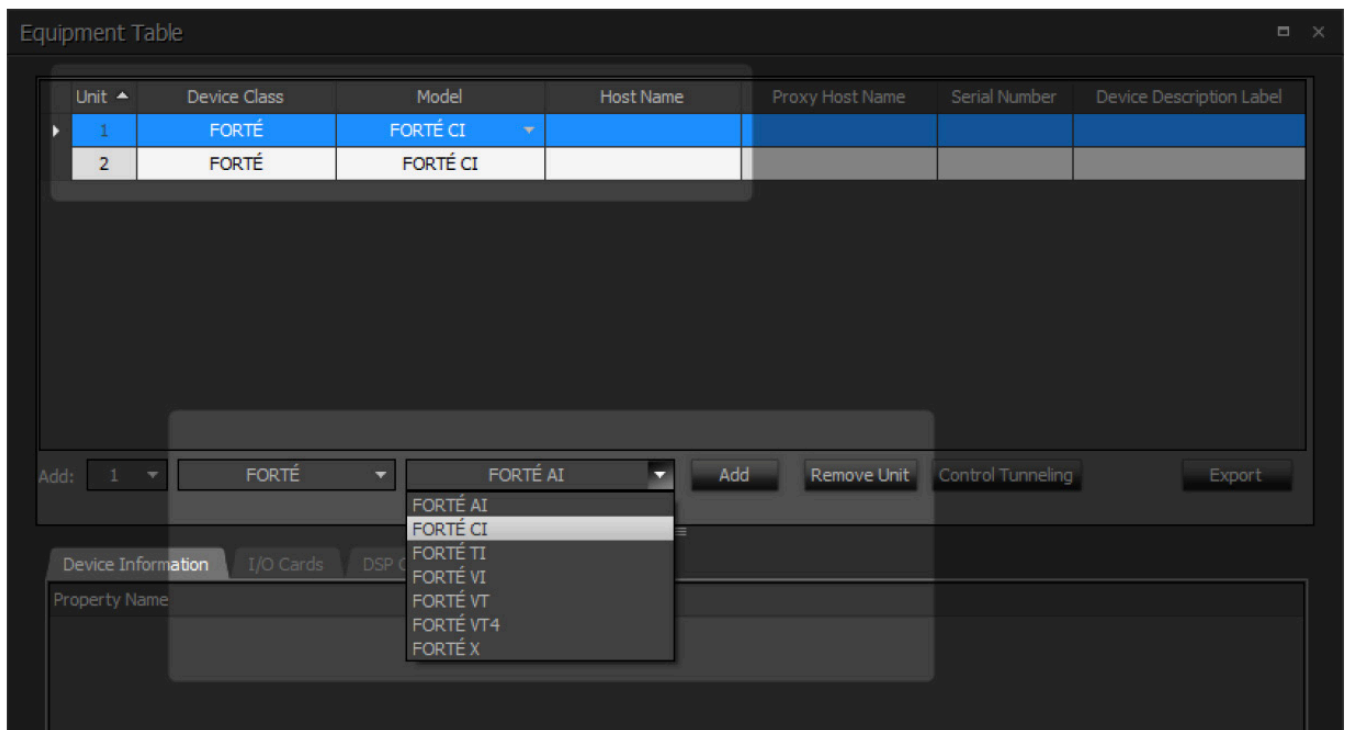 Equipment Table
Unit Device Class Model Host Name Proxy Host Name Serial Number Device Description Label
1 FORTÉ FORTÉ CI
2 FORTÉ FORTÉ CI
Add: 1 FORTÉ FORTÉ AI Add Remove Unit Control Tunneling Export
FORTÉ AI
FORTÉ CI
FORTÉ TI
FORTÉ VI
FORTÉ VT
FORTÉ VT4
FORTÉ X
Device Information I/O Cards DSP
Property Name